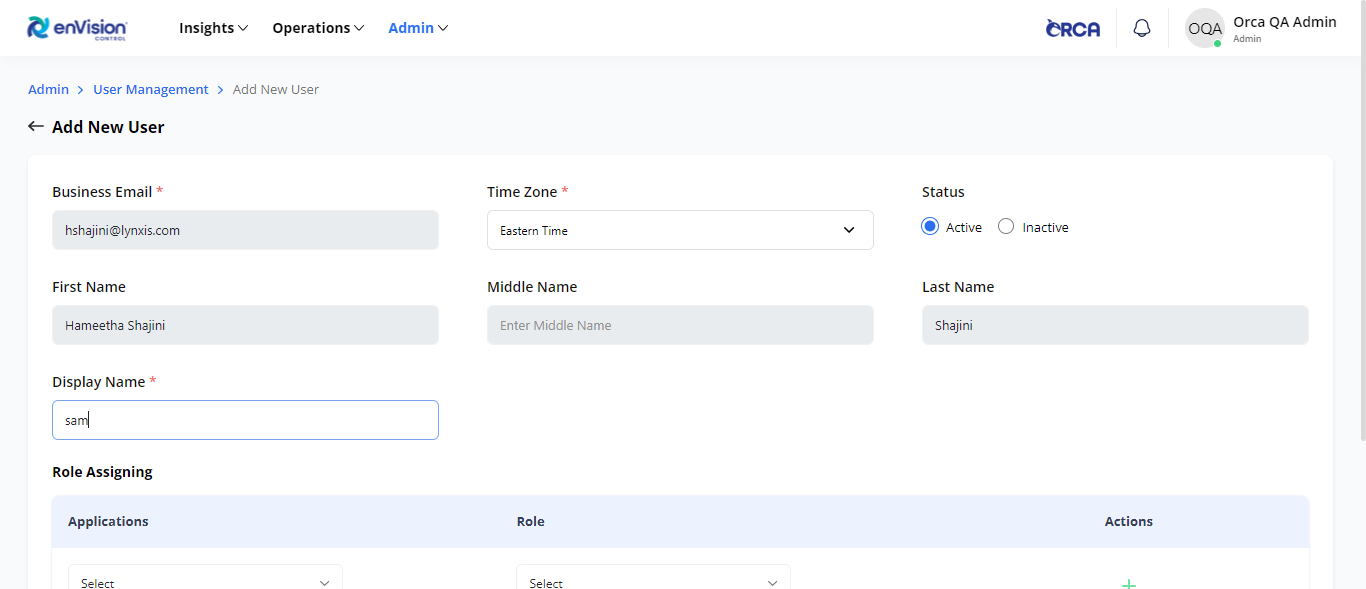 enVision
CONTROL
Insights Operations Admin
ORCA
OQA
Orca QA Admin
Admin
Admin > User Management > Add New User
← Add New User
Business Email *
hshajini@lynxis.com
Time Zone *
Eastern Time
Status
Active Inactive
First Name
Hameetha Shajini
Middle Name
Enter Middle Name
Last Name
Shajini
Display Name *
sam
Role Assigning
Applications Role Actions
Select Select +